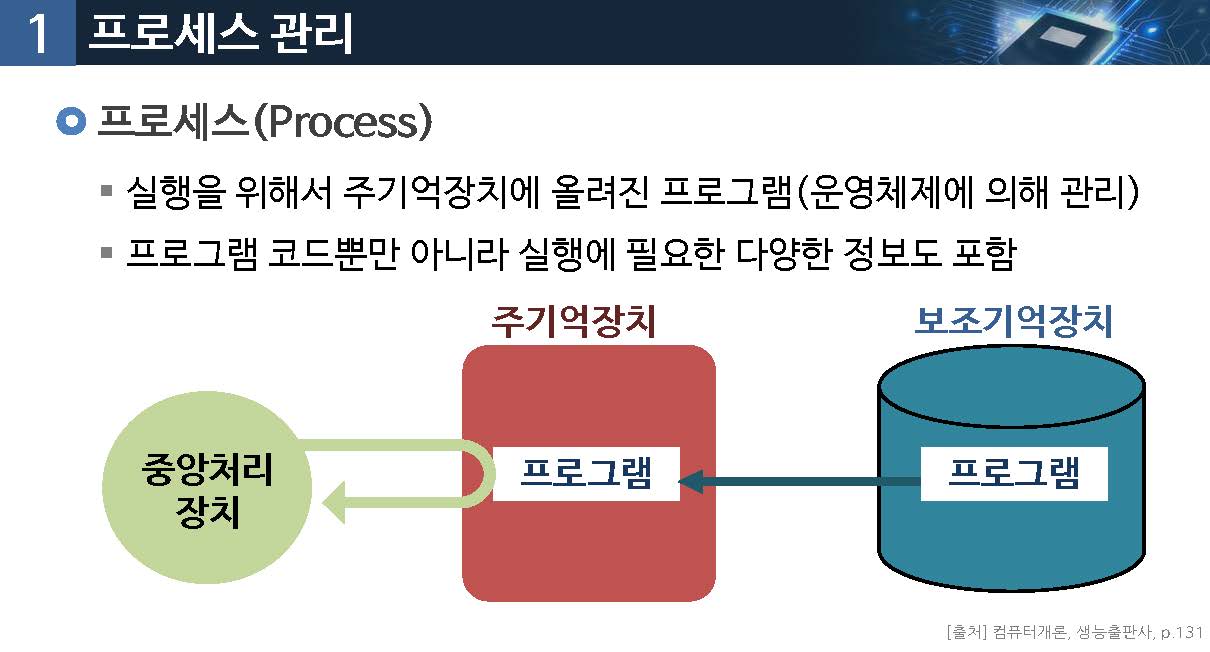 1 프로세스 관리
프로세스(Process)
실행을 위해서 주기억장치에 올려진 프로그램(운영체제에 의해 관리)
프로그램 코드뿐만 아니라 실행에 필요한 다양한 정보도 포함
주기억장치
보조기억장치
중앙처리
장치
프로그램
프로그램
[출처] 컴퓨터개론, 생능출판사, p.131